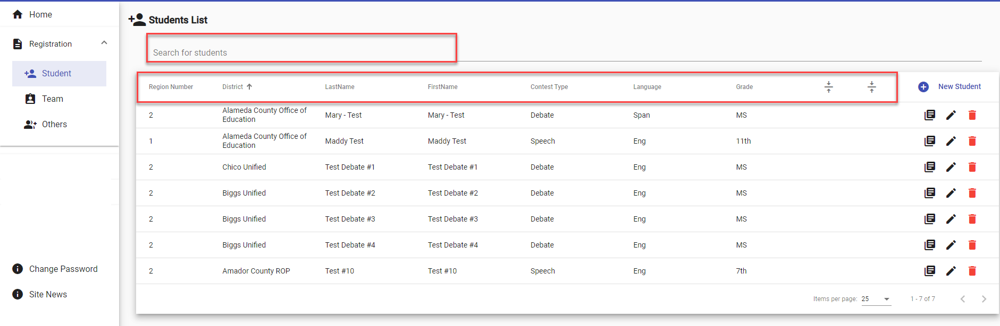 Home
Registration
Student
Team
Others
Change Password
Site News
Students List
Search for students
Region Number District LastName FirstName Contest Type Language Grade New Student
2 Alameda County Office of Education Mary - Test Mary - Test Debate Span MS
1 Alameda County Office of Education Maddy Test Maddy Test Speech Eng 11th
2 Chico Unified Test Debate #1 Test Debate #1 Debate Eng MS
2 Biggs Unified Test Debate #2 Test Debate #2 Debate Eng MS
2 Biggs Unified Test Debate #3 Test Debate #3 Debate Eng MS
2 Biggs Unified Test Debate #4 Test Debate #4 Debate Eng MS
2 Amador County ROP Test #10 Test #10 Speech Eng 7th
Items per page: 25 1 - 7 of 7